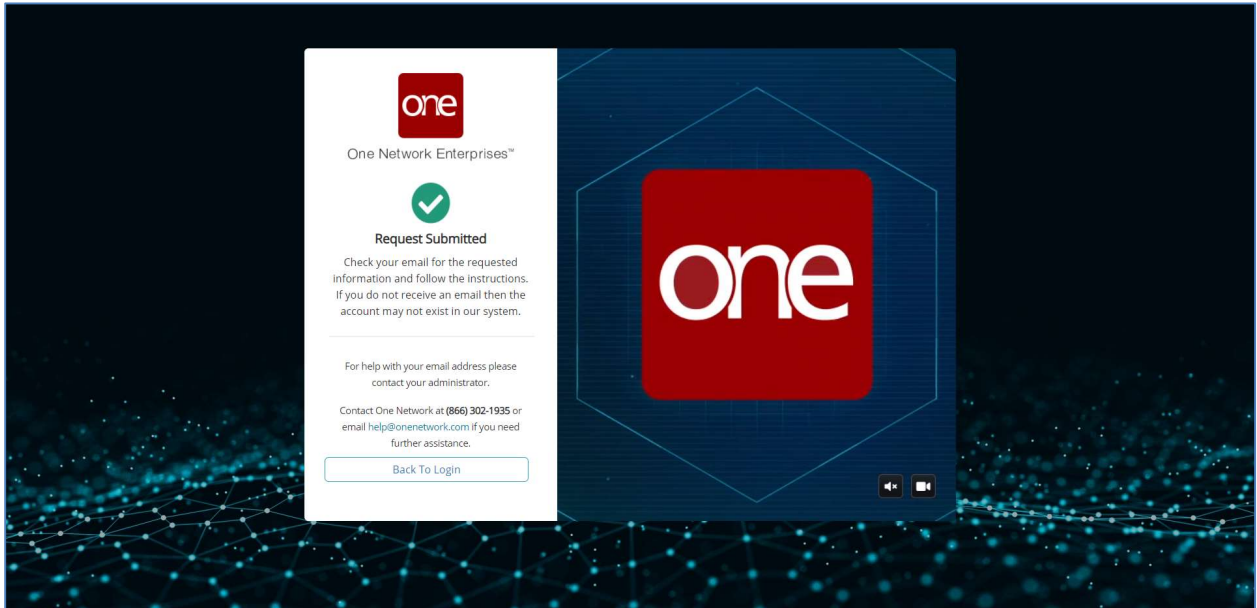 one
One Network Enterprises™
Request Submitted
Check your email for the requested
information and follow the instructions.
If you do not receive an email then the
account may not exist in our system.
For help with your email address please
contact your administrator.
Contact One Network at (866) 302-1935 or
email help@onenetwork.com if you need
further assistance.
Back To Login
one